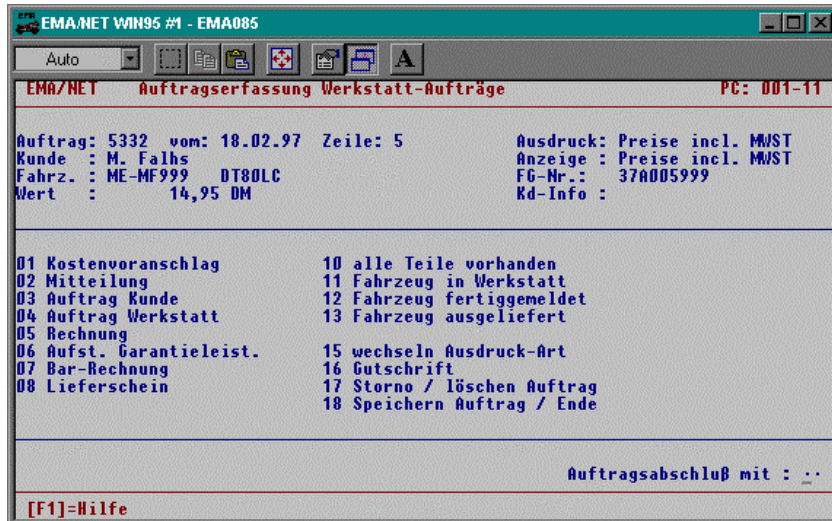 EMA/NET WIN95 #1 - EMA085
Auto A
EMA/NET Auftragserfassung Werkstatt-Aufträge PC: 001-11
Auftrag: 5332 vom: 18.02.97 Zeile: 5 Ausdruck: Preise incl. MWST
Kunde : M. Falhs Anzeige : Preise incl. MWST
Fahrz. : ME-MF999 DT80LC FG-Nr.: 37A005999
Wert : 14,95 DM Kd-Info :
01 Kostenvoranschlag 10 alle Teile vorhanden
02 Mitteilung 11 Fahrzeug in Werkstatt
03 Auftrag Kunde 12 Fahrzeug fertiggemeldet
04 Auftrag Werkstatt 13 Fahrzeug ausgeliefert
05 Rechnung
06 Aufst. Garantieleist. 15 wechseln Ausdruck-Art
07 Bar-Rechnung 16 Gutschrift
08 Lieferschein 17 Storno / löschen Auftrag
18 Speichern Auftrag / Ende
Auftragsabschluß mit : ..
[F1]=Hilfe